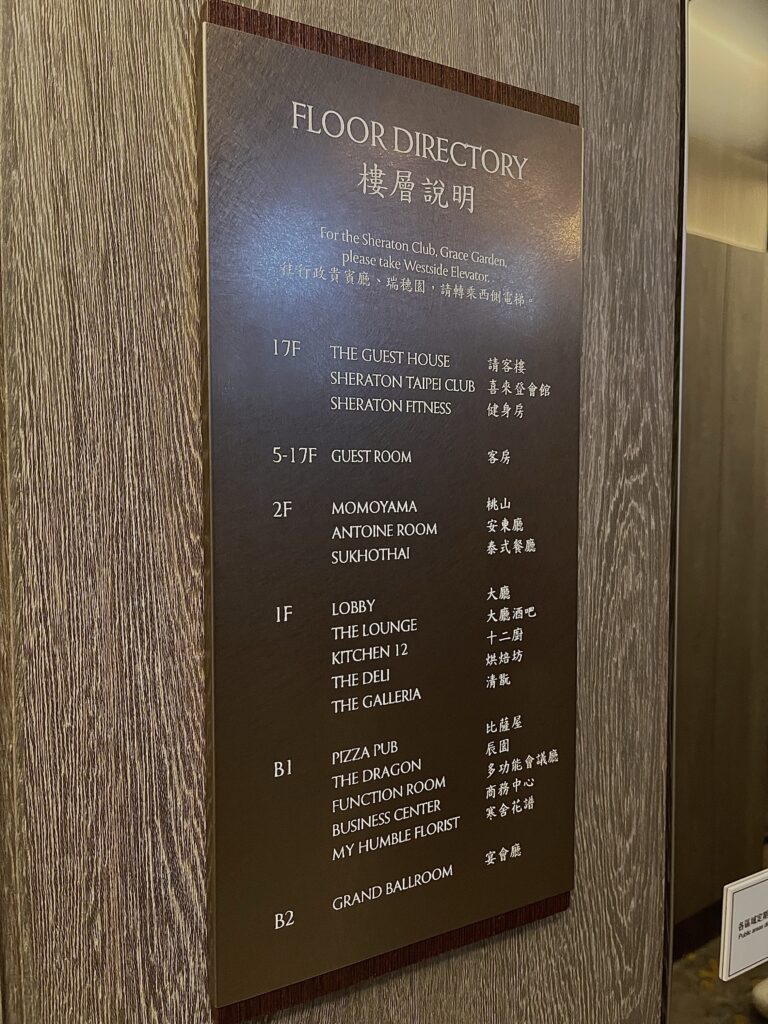 FLOOR DIRECTORY
樓層說明
For the Sheraton Club, Grace Garden,
please take Westside Elevator.
往行政貴賓廳、瑞穗園，請轉乘西側電梯。
17F THE GUEST HOUSE 請客樓
SHERATON TAIPEI CLUB 喜來登會館
SHERATON FITNESS 健身房
5-17F GUEST ROOM 客房
2F MOMOYAMA 桃山
ANTOINE ROOM 安東廳
SUKHOTHAI 泰式餐廳
1F LOBBY 大廳
THE LOUNGE 大廳酒吧
KITCHEN 12 十二廚
THE DELI 烘焙坊
THE GALLERIA 清翫
B1 PIZZA PUB 比薩屋
THE DRAGON 辰園
FUNCTION ROOM 多功能會議廳
BUSINESS CENTER 商務中心
MY HUMBLE FLORIST 寒舍花譜
B2 GRAND BALLROOM 宴會廳
各區域定期
Public areas